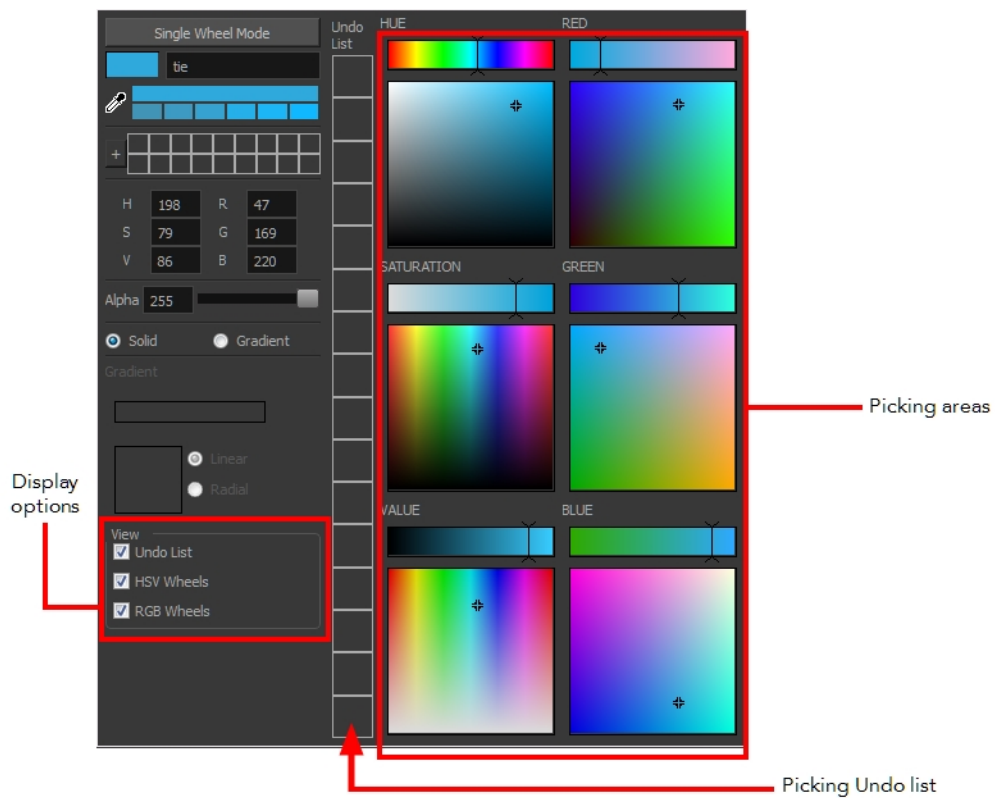 Single Wheel Mode
tie
+
H 198 R 47
S 79 G 169
V 86 B 220
Alpha 255
Solid Gradient
Gradient
Linear
Radial
View
Undo List
HSV Wheels
RGB Wheels
Display
options
Undo
List
HUE RED
SATURATION GREEN
VALUE BLUE
Picking areas
Picking Undo list